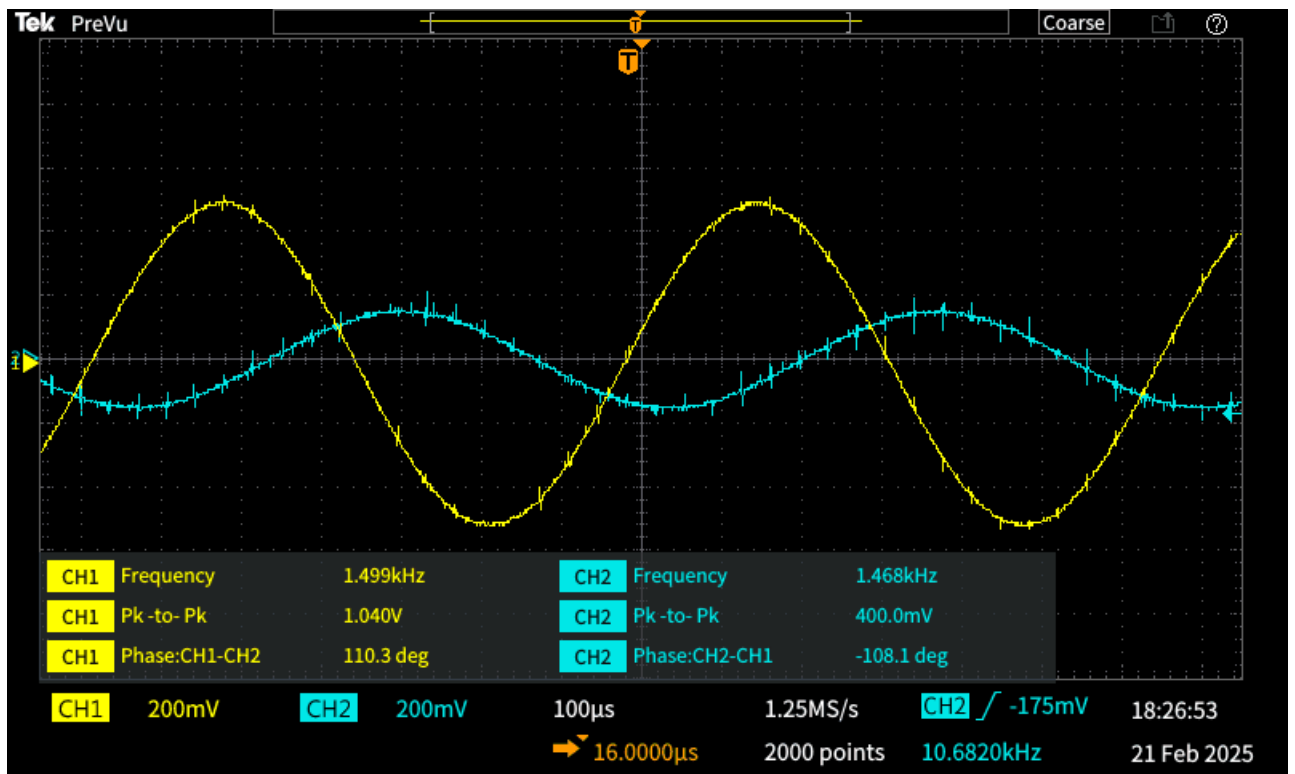 Tek PreVu T Coarse ?
T
2
1
CH1 Frequency 1.499kHz CH2 Frequency 1.468kHz
CH1 Pk -to- Pk 1.040V CH2 Pk -to- Pk 400.0mV
CH1 Phase:CH1-CH2 110.3 deg CH2 Phase:CH2-CH1 -108.1 deg
CH1 200mV CH2 200mV 100µs 1.25MS/s CH2 -175mV 18:26:53
16.0000µs 2000 points 10.6820kHz 21 Feb 2025